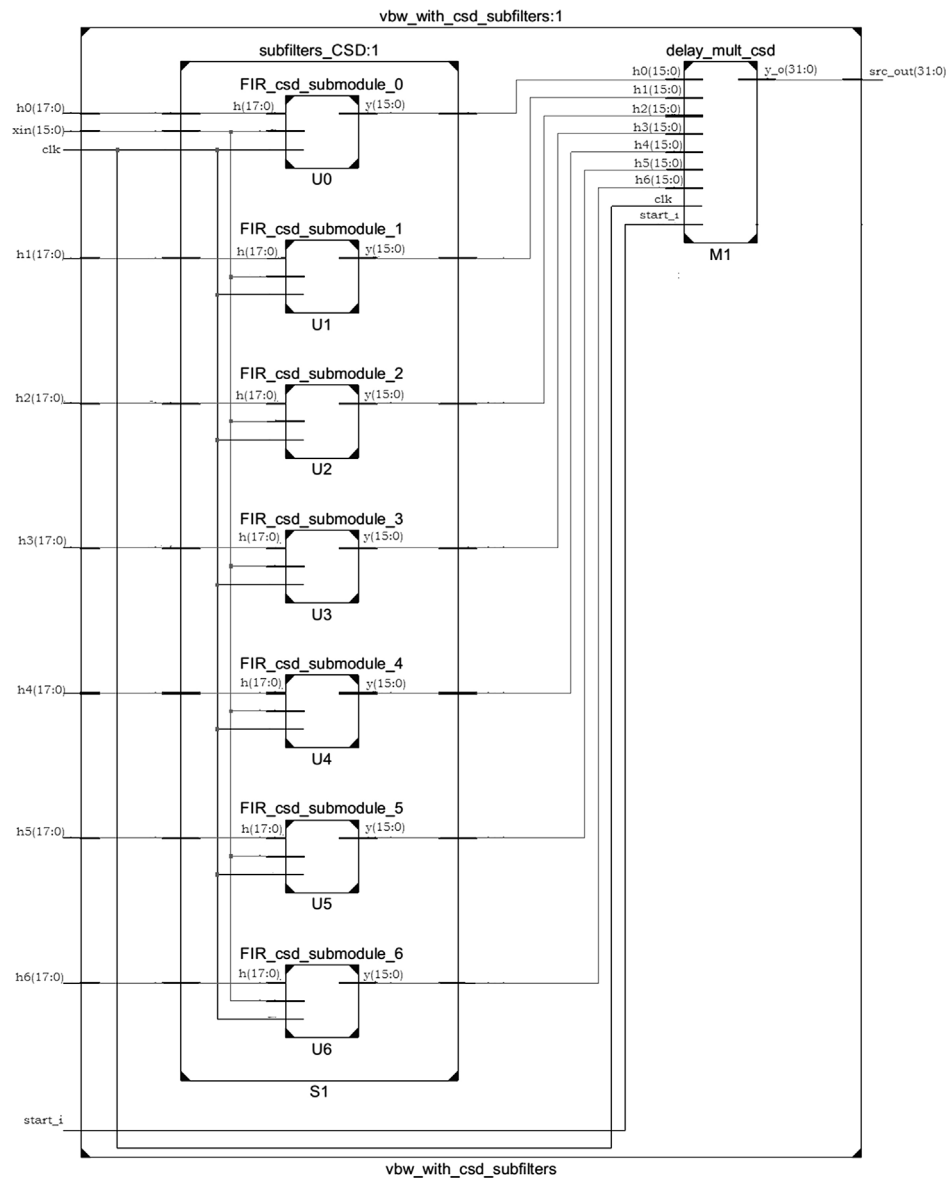 vbw_with_csd_subfilters:1
subfilters_CSD:1
delay_mult_csd
FIR_csd_submodule_0
h0(17:0)
h(17:0)
y(15:0)
xin(15:0)
clk
U0
h0(15:0)
y_o(31:0)
src_out(31:0)
h1(15:0)
h2(15:0)
h3(15:0)
h4(15:0)
h5(15:0)
h6(15:0)
clk
start_i
M1
FIR_csd_submodule_1
h1(17:0)
h(17:0)
y(15:0)
U1
FIR_csd_submodule_2
h2(17:0)
h(17:0)
y(15:0)
U2
FIR_csd_submodule_3
h3(17:0)
h(17:0)
y(15:0)
U3
FIR_csd_submodule_4
h4(17:0)
h(17:0)
y(15:0)
U4
FIR_csd_submodule_5
h5(17:0)
h(17:0)
y(15:0)
U5
FIR_csd_submodule_6
h6(17:0)
h(17:0)
y(15:0)
U6
S1
start_i
vbw_with_csd_subfilters